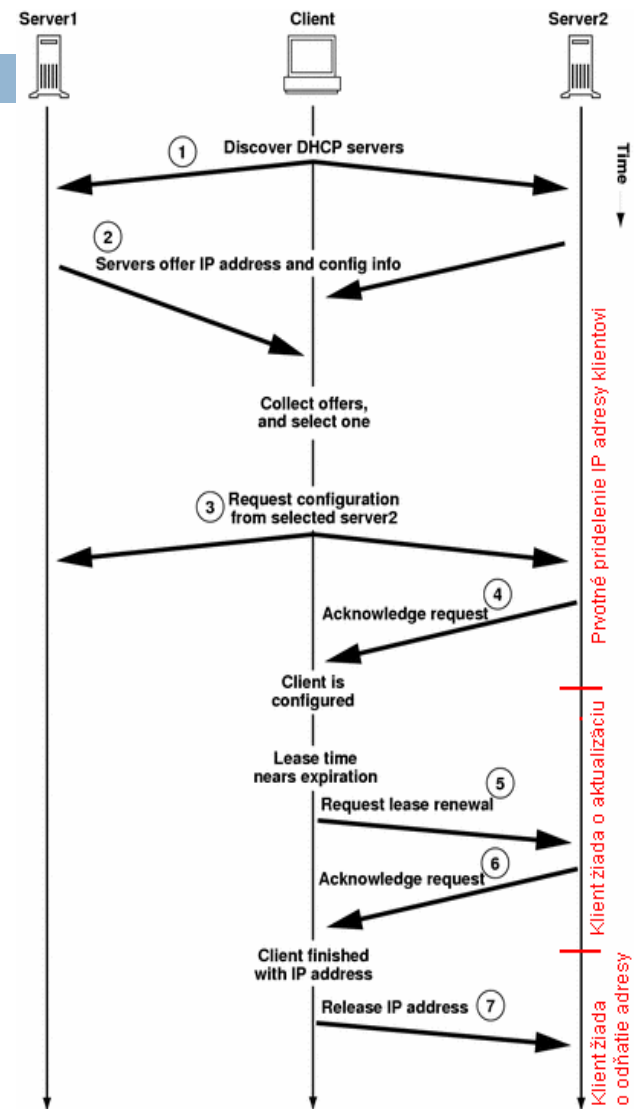 Server1
Client
Server2
Time
1
Discover DHCP servers
2
Servers offer IP address and config info
Collect offers,
and select one
3
Request configuration
from selected server2
4
Acknowledge request
Client is
configured
Prvotné pridelenie IP adresy klientovi
Lease time
nears expiration
5
Request lease renewal
6
Acknowledge request
Klient žiada o aktualizáciu
Client finished
with IP address
7
Release IP address
Klient žiada
o odňatie adresy